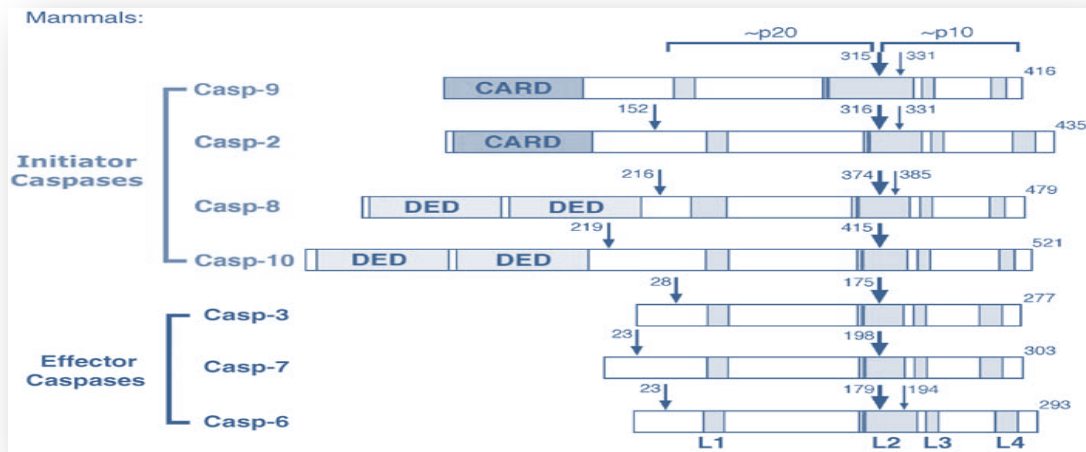 Mammals:
~p20 ~p10
315 331
Casp-9 CARD 416
152 316 331
Casp-2 CARD 435
Initiator
Caspases
216 374 385
Casp-8 DED DED 479
219 415
Casp-10 DED DED 521
28 175
Casp-3 277
23 198
Effector
Caspases
Casp-7 303
23 179 194
Casp-6 293
L1 L2 L3 L4